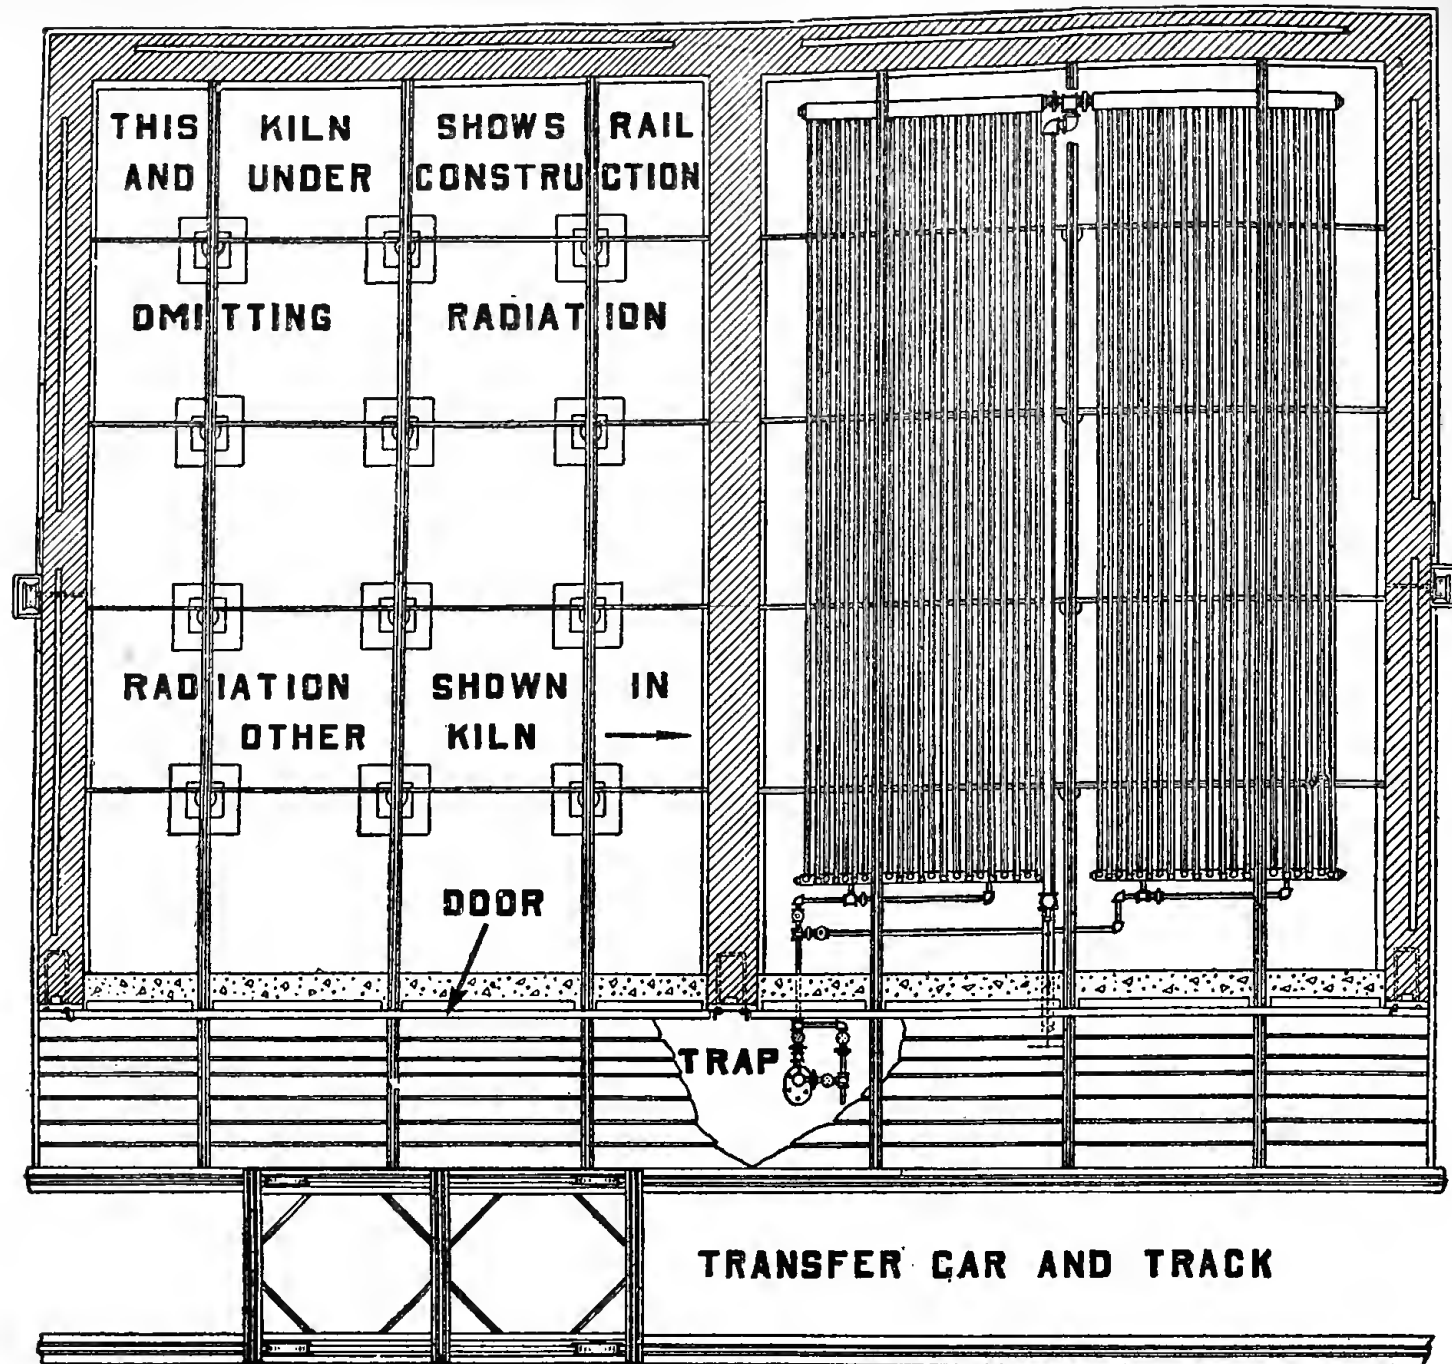 THIS KILN SHOWS RAIL
AND UNDER CONSTRUCTION
OMITTING RADIATION
RADIATION SHOWN IN
OTHER KILN
DOOR
TRAP
TRANSFER CAR AND TRACK